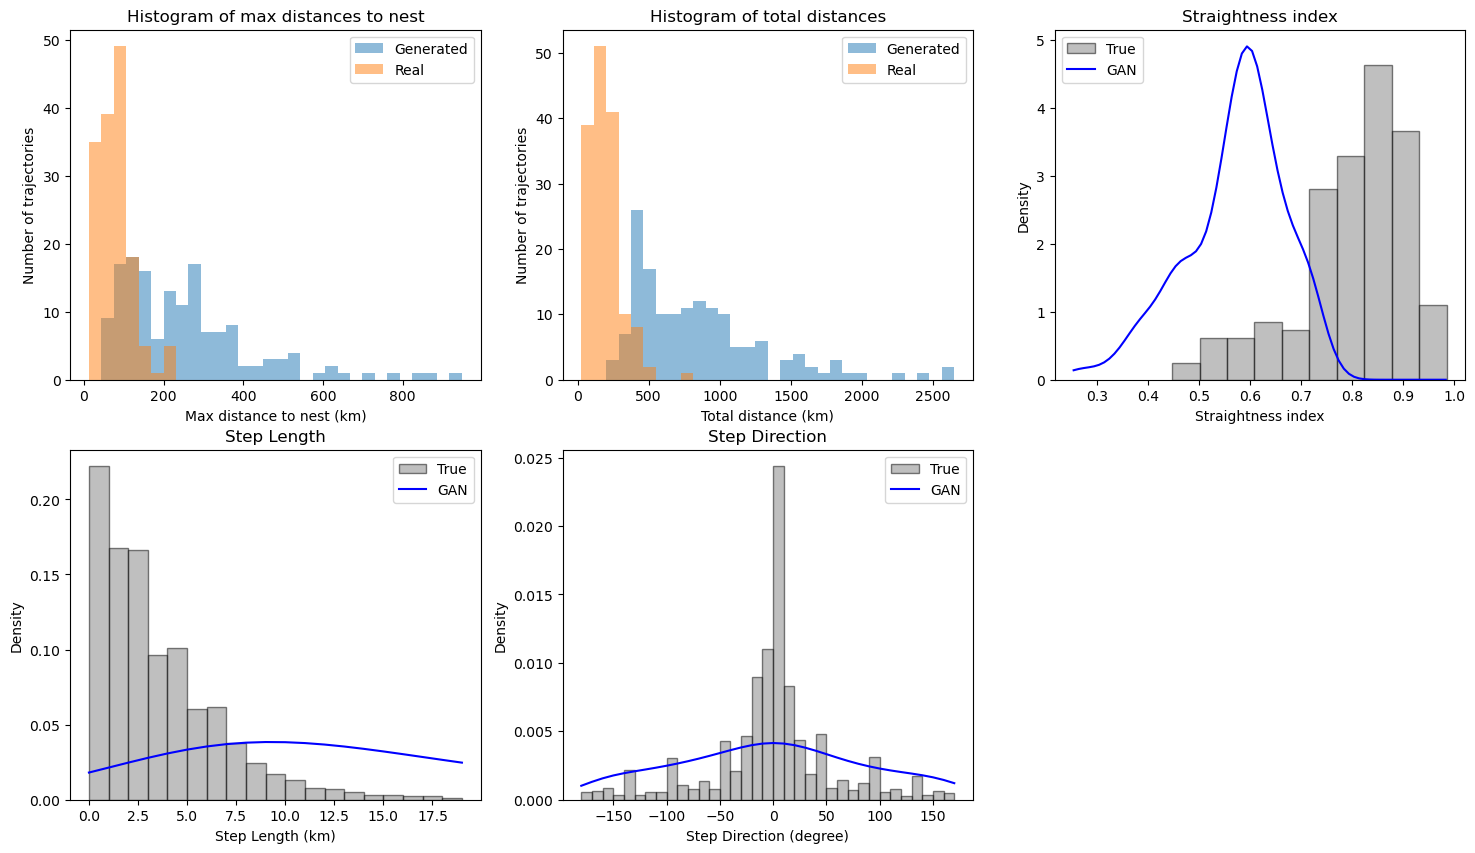 Histogram of max distances to nest
Generated
Real
50
40
30
20
10
0
Number of trajectories
0 200 400 600 800
Max distance to nest (km)
Histogram of total distances
Generated
Real
50
40
30
20
10
0
Number of trajectories
0 500 1000 1500 2000 2500
Total distance (km)
Straightness index
True
GAN
5
4
3
2
1
0
Density
0.3 0.4 0.5 0.6 0.7 0.8 0.9 1.0
Straightness index
Step Length
True
GAN
0.20
0.15
0.10
0.05
0.00
Density
0.0 2.5 5.0 7.5 10.0 12.5 15.0 17.5
Step Length (km)
Step Direction
True
GAN
0.025
0.020
0.015
0.010
0.005
0.000
Density
−150 −100 −50 0 50 100 150
Step Direction (degree)